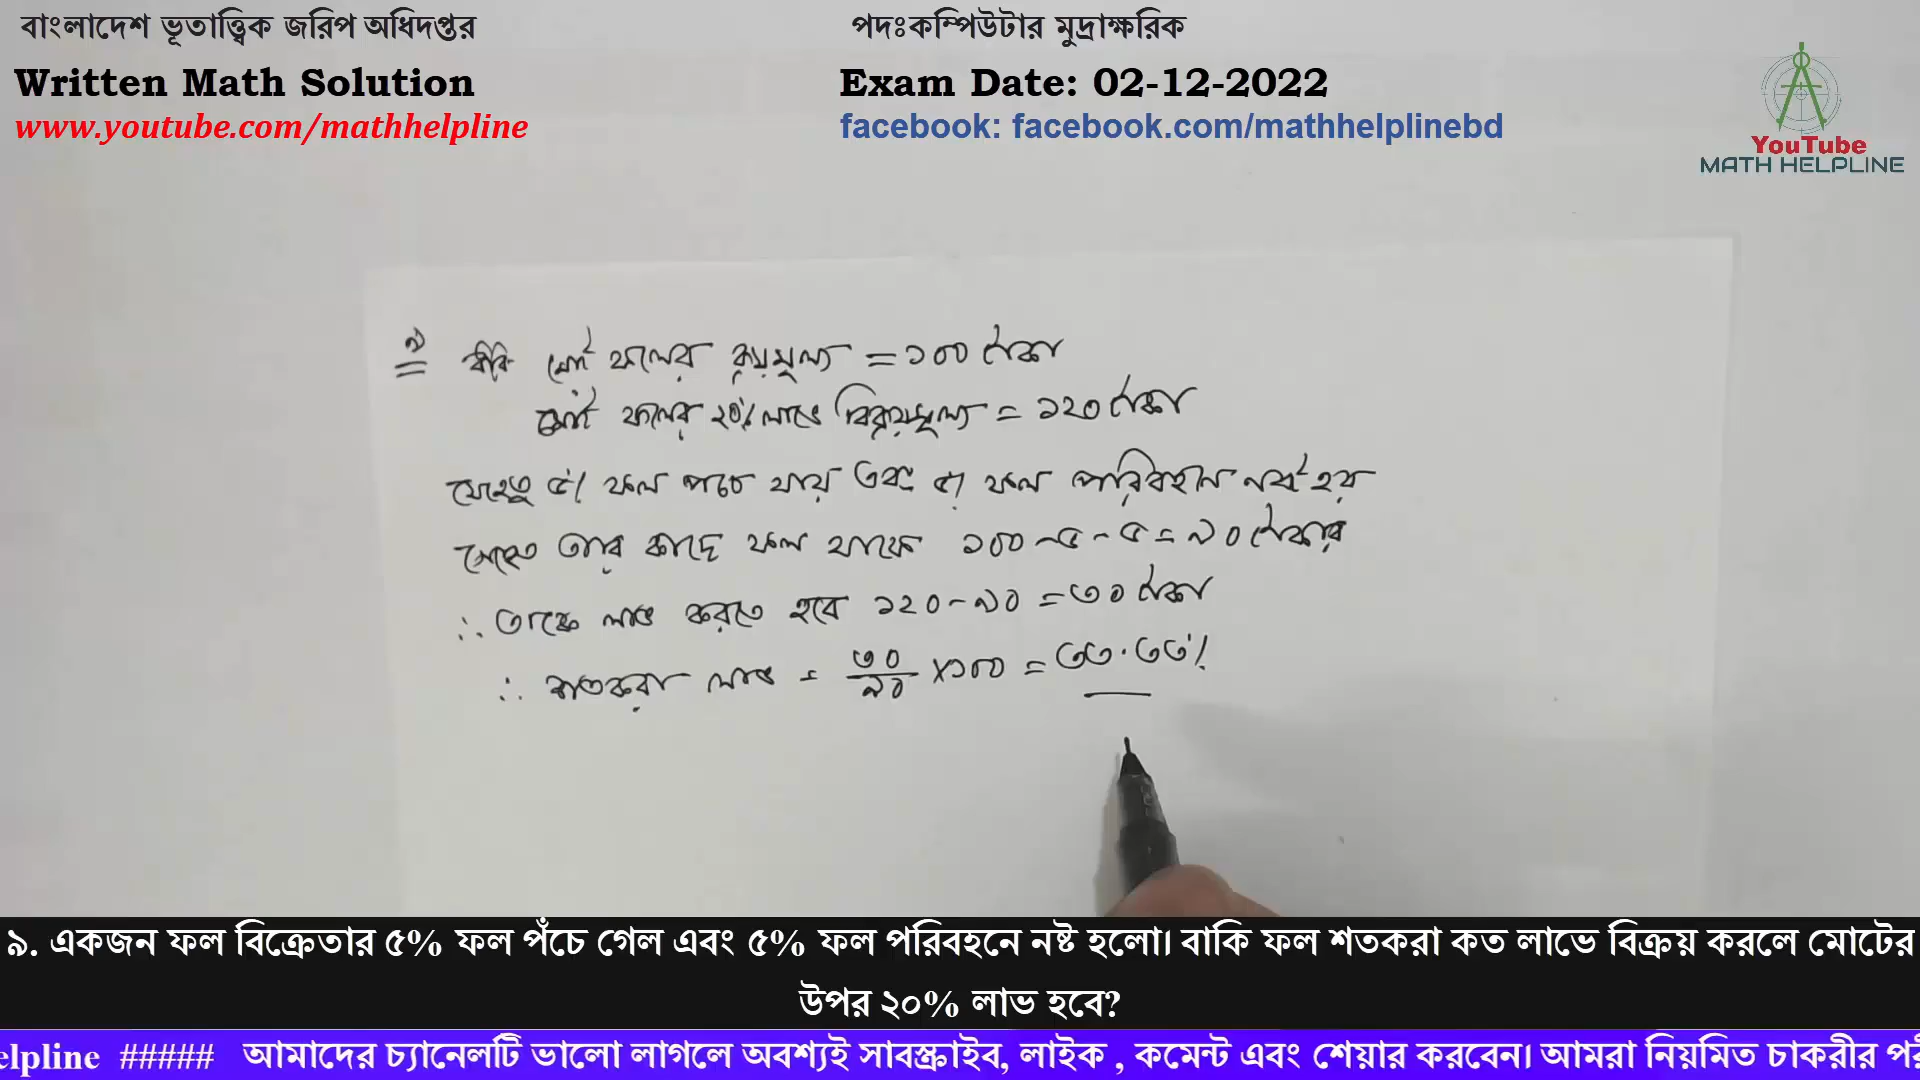 বাংলাদেশ ভূতাত্ত্বিক জরিপ অধিদপ্তর
পদঃকম্পিউটার মুদ্রাক্ষরিক
Written Math Solution
Exam Date: 02-12-2022
www.youtube.com/mathhelpline
facebook: facebook.com/mathhelplinebd
YouTube
MATH HELPLINE
৯ ধরি মোট ফলের ক্রয়মূল্য = ১০০ টাকা
মোট ফলের ২০% লাভে বিক্রয়মূল্য = ১২০ টাকা
যেহেতু ৫% ফল পচে যায় এবং ৫% ফল পরিবহনে নষ্ট হয়
সেহেতু তার কাছে ফল থাকে ১০০ - ৫ - ৫ = ৯০ টাকার
∴ তাকে লাভ করতে হবে ১২০ - ৯০ = ৩০ টাকা
∴ শতকরা লাভ = ৩০/৯০ × ১০০ = ৩৩.৩৩%
৯. একজন ফল বিক্রেতার ৫% ফল পঁচে গেল এবং ৫% ফল পরিবহনে নষ্ট হলো। বাকি ফল শতকরা কত লাভে বিক্রয় করলে মোটের
উপর ২০% লাভ হবে?
elpline ##### আমাদের চ্যানেলটি ভালো লাগলে অবশ্যই সাবস্ক্রাইব, লাইক , কমেন্ট এবং শেয়ার করবেন। আমরা নিয়মিত চাকরীর পরী